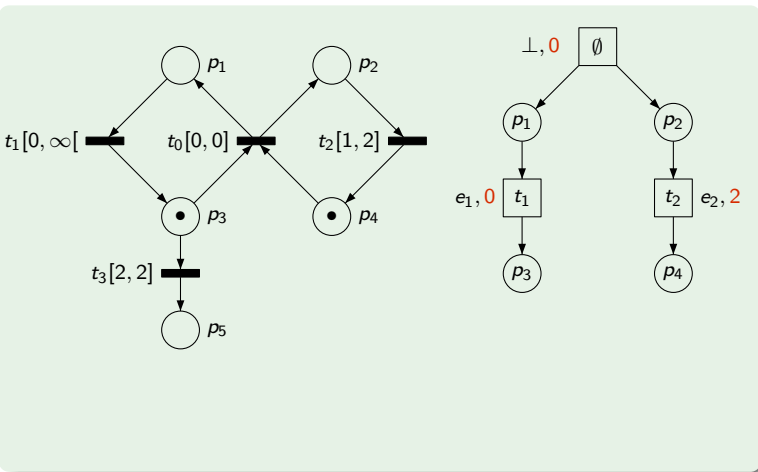 p1
p2
t1[0, ∞[
t0[0, 0]
t2[1, 2]
p3
p4
t3[2, 2]
p5
⊥, 0
∅
p1
p2
e1, 0
t1
t2
e2, 2
p3
p4